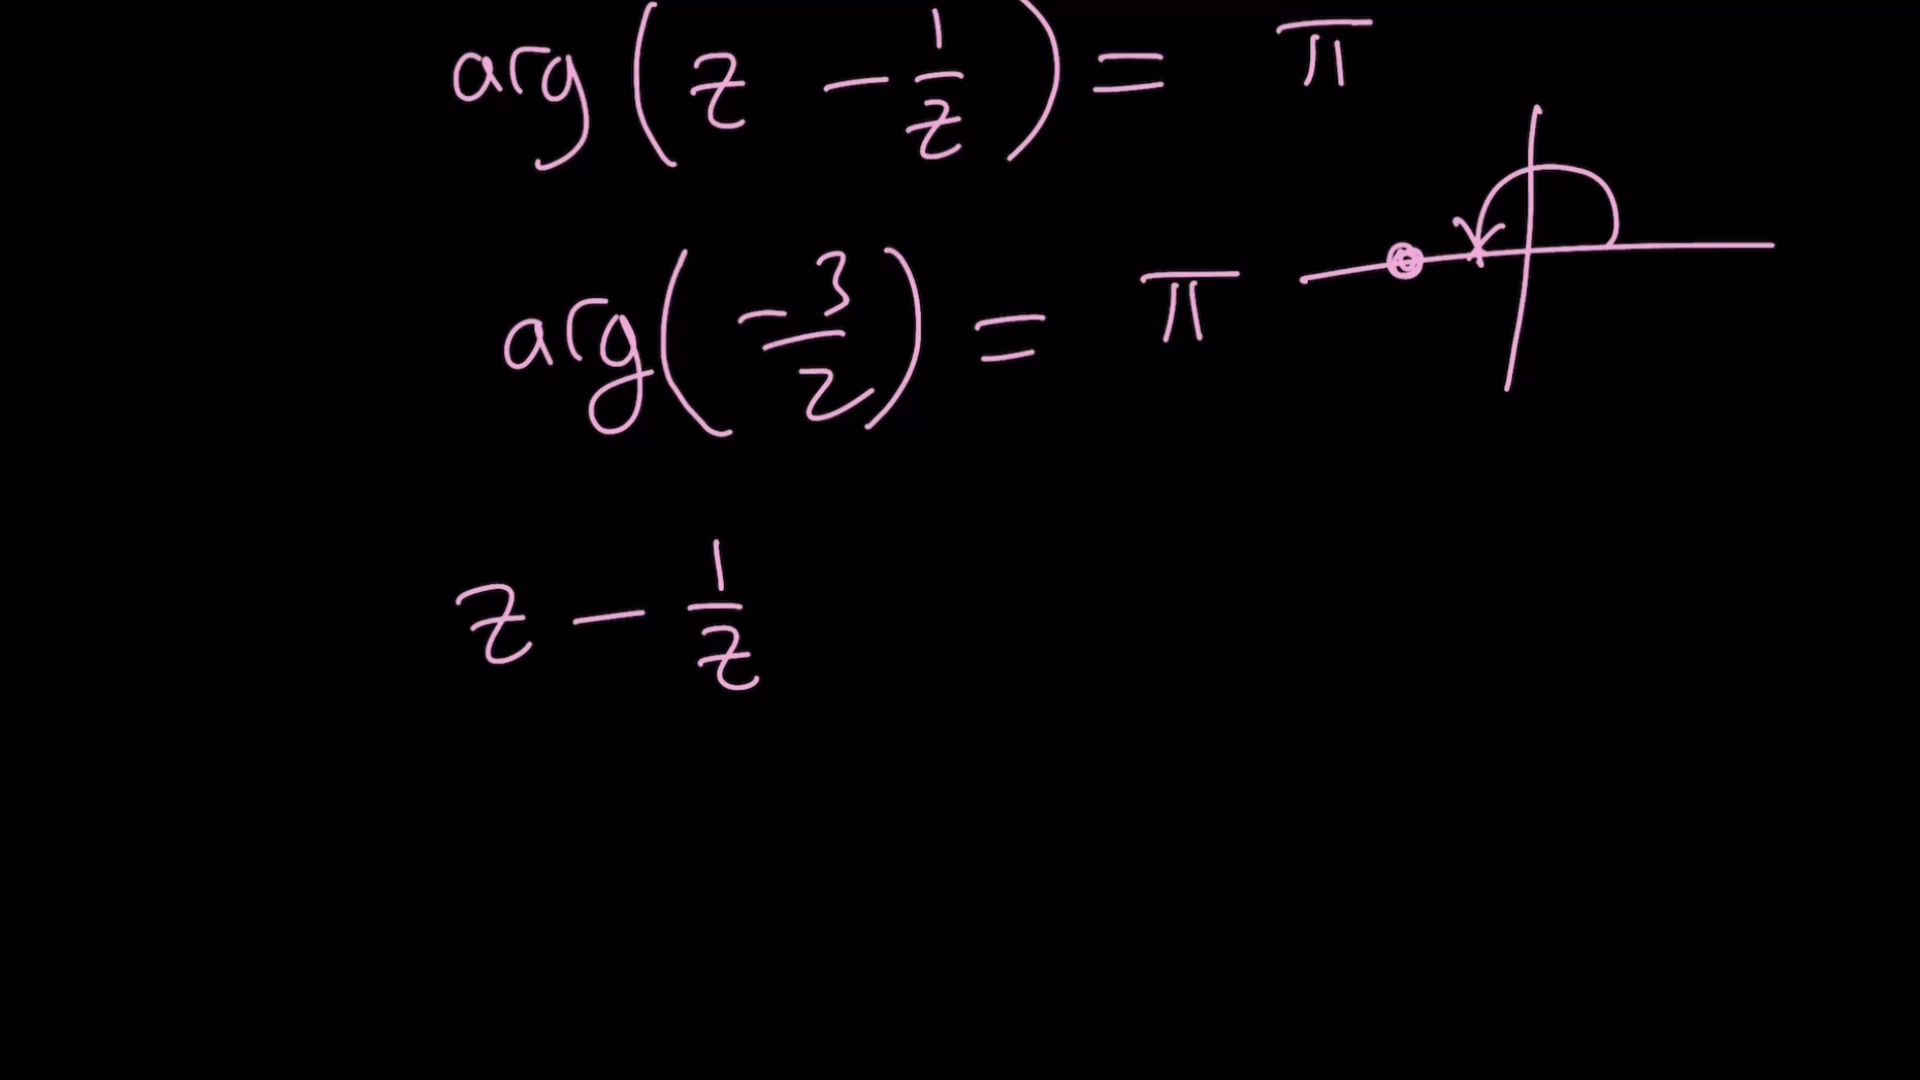 arg(z - 1/z) = π
arg(-3/2) = π
z - 1/z